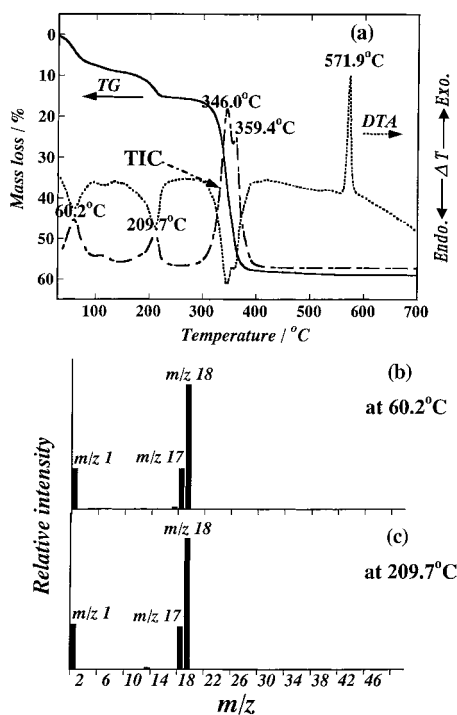 (a)
0
10
20
30
40
50
60
Mass loss / %
TG
TIC
DTA
60.2°C
209.7°C
346.0°C
359.4°C
571.9°C
Endo. ΔT Exo.
100 200 300 400 500 600 700
Temperature / °C
Relative intensity
m/z 18
(b)
at 60.2°C
m/z 1
m/z 17
m/z 18
(c)
at 209.7°C
m/z 1
m/z 17
2 6 10 14 18 22 26 30 34 38 42 46
m/z